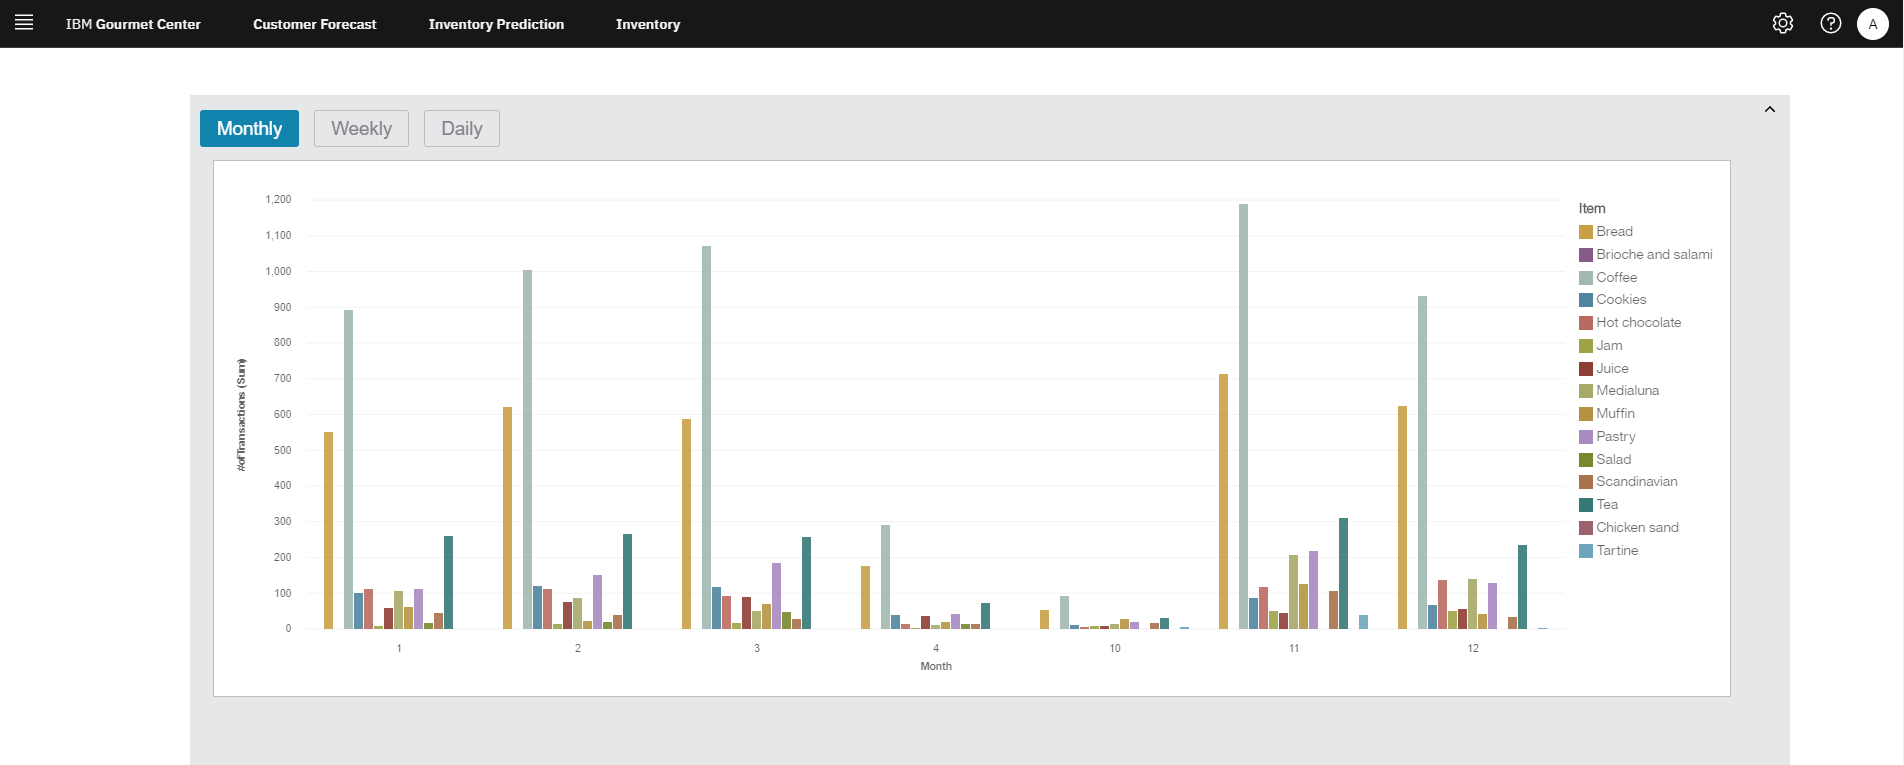 IBM Gourmet Center Customer Forecast Inventory Prediction Inventory A
Monthly Weekly Daily
1,200
1,100
1,000
900
800
700
600
500
400
300
200
100
0
#ofTransactions (Sum)
1 2 3 4 10 11 12
Month
Item
Bread
Brioche and salami
Coffee
Cookies
Hot chocolate
Jam
Juice
Medialuna
Muffin
Pastry
Salad
Scandinavian
Tea
Chicken sand
Tartine